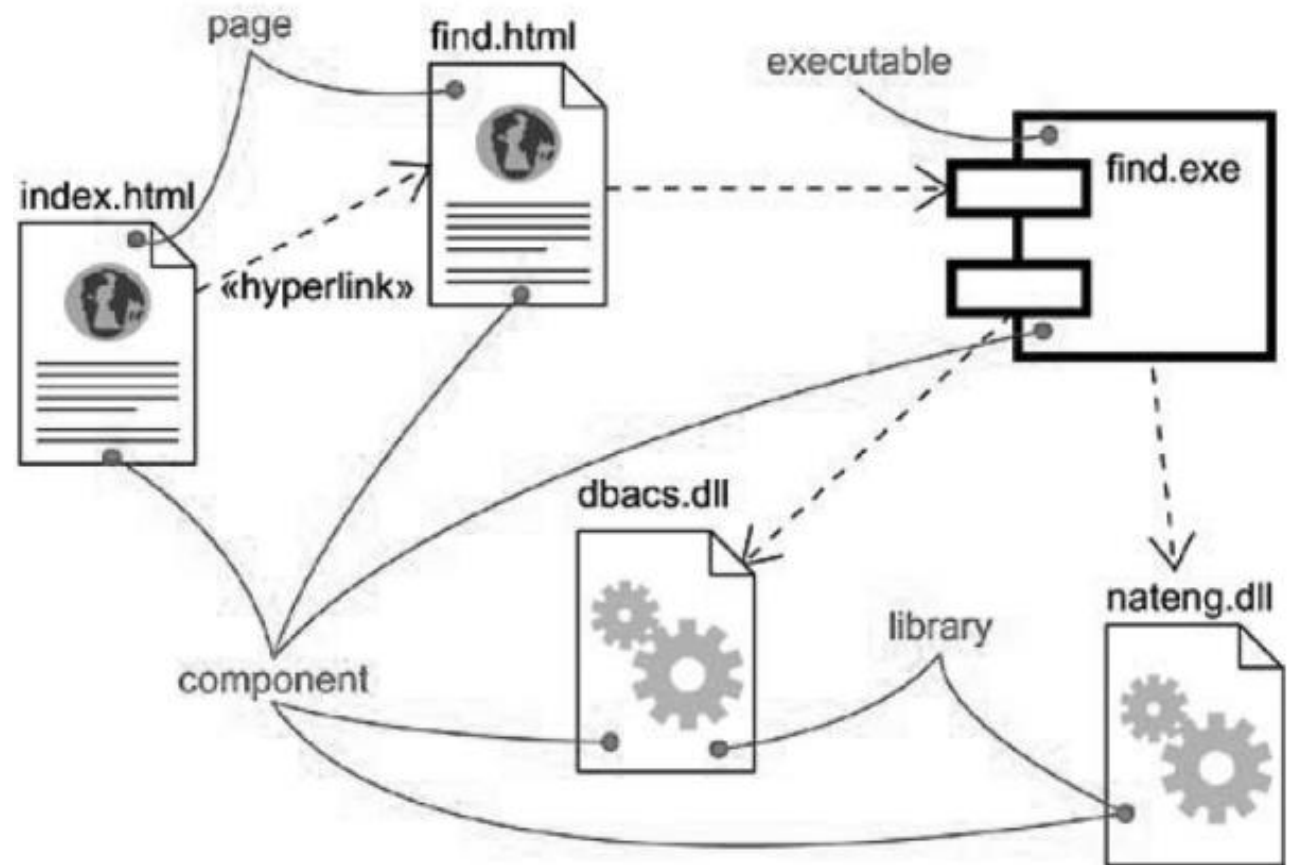 page
find.html
executable
find.exe
index.html
«hyperlink»
dbacs.dll
nateng.dll
library
component